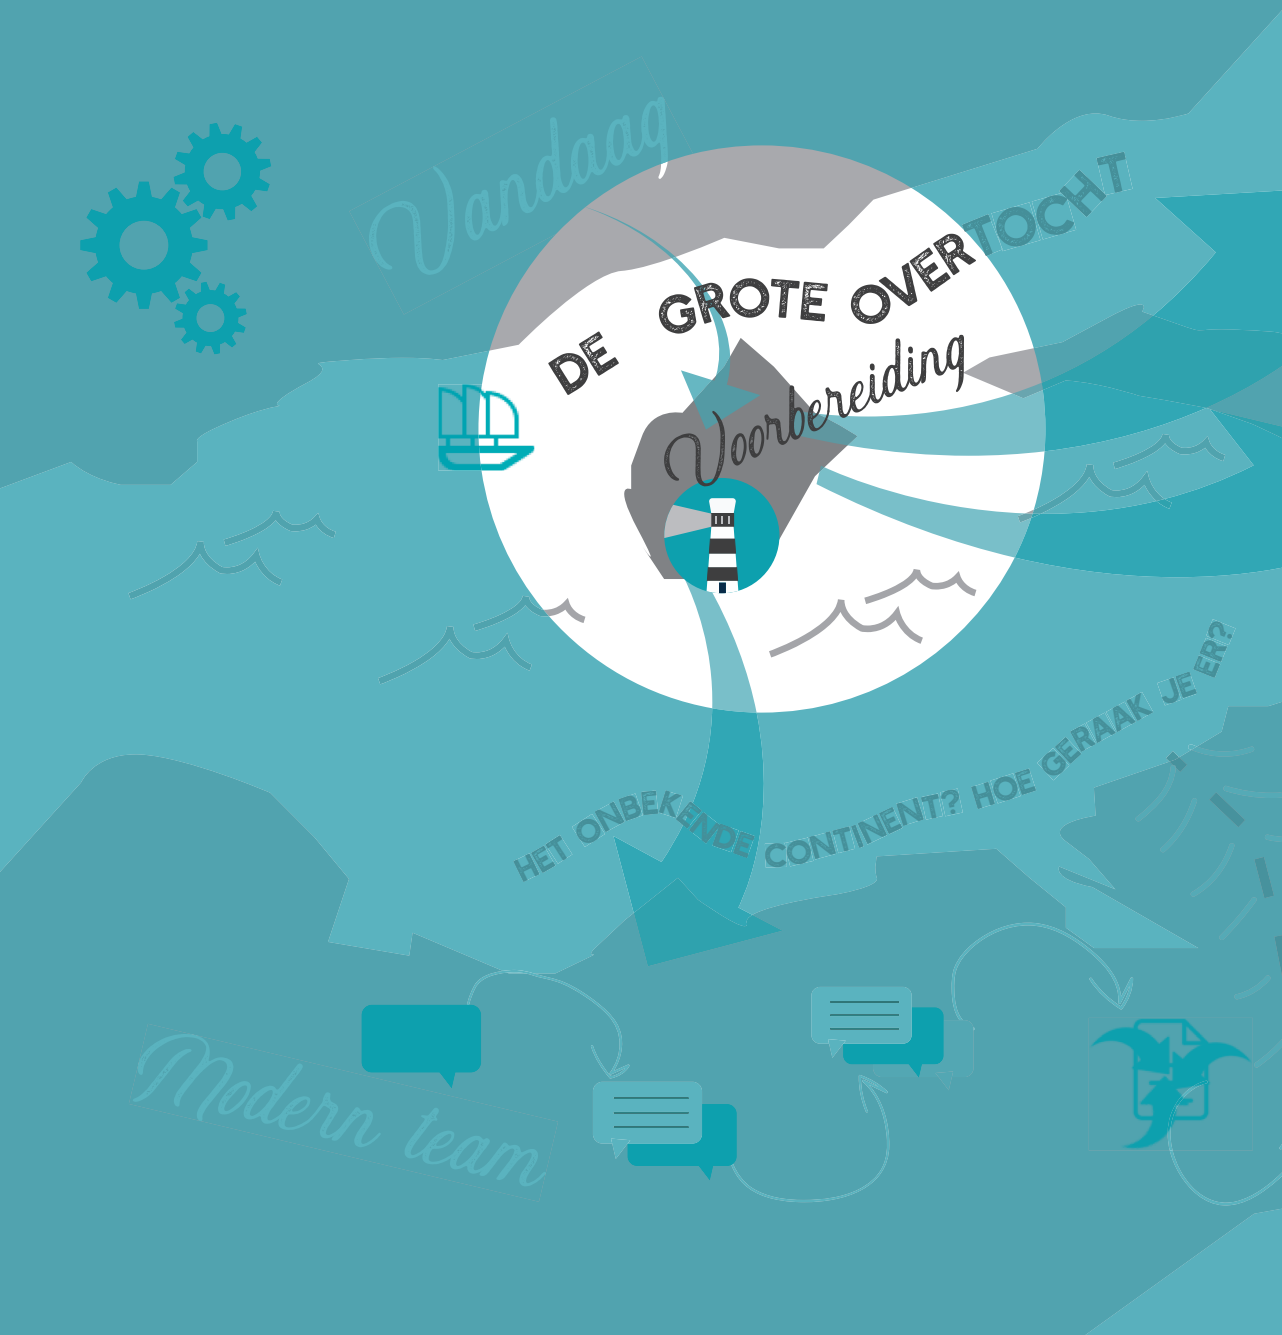 Vandaag
DE GROTE OVERTOCHT
Voorbereiding
HET ONBEKENDE CONTINENT? HOE GERAAK JE ER?
Modern team